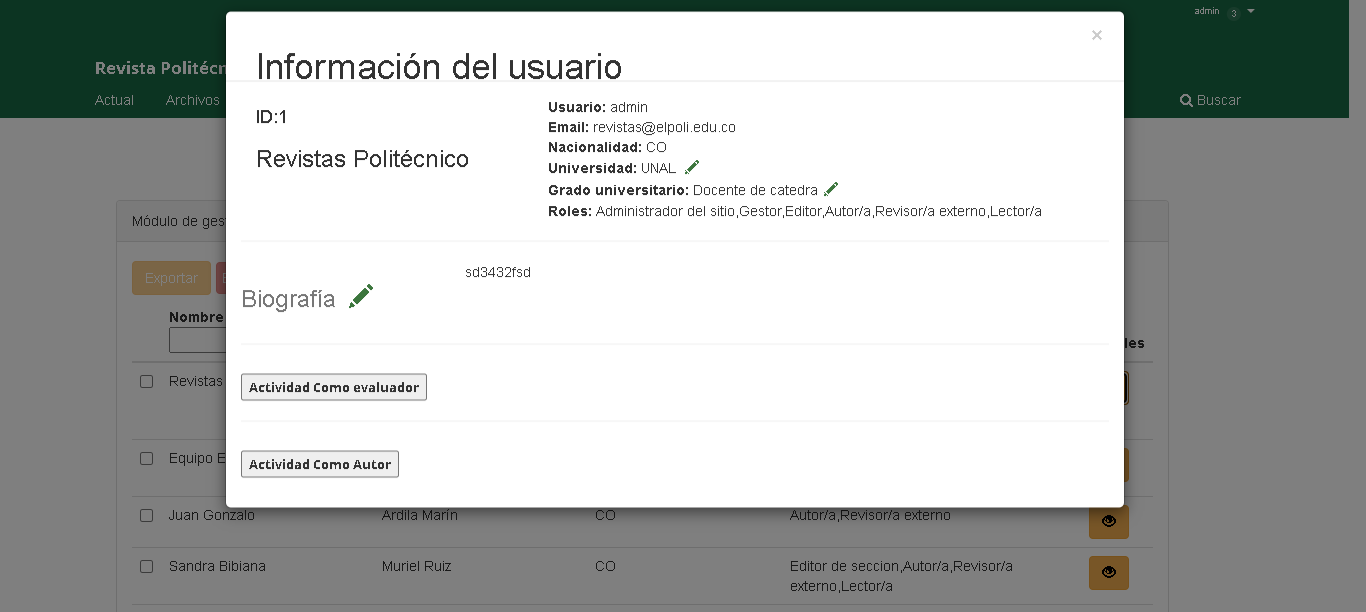 admin 3
Información del usuario
×
Revista Politécn
Actual Archivos
Buscar
ID:1
Revistas Politécnico
Usuario: admin
Email: revistas@elpoli.edu.co
Nacionalidad: CO
Universidad: UNAL
Grado universitario: Docente de catedra
Roles: Administrador del sitio,Gestor,Editor,Autor/a,Revisor/a externo,Lector/a
Módulo de ges
sd3432fsd
Biografía
Exportar
Nombre
les
Actividad Como evaluador
Revistas
Actividad Como Autor
Equipo E
Juan Gonzalo Ardila Marín CO Autor/a,Revisor/a externo
Sandra Bibiana Muriel Ruiz CO Editor de seccion,Autor/a,Revisor/a
externo,Lector/a